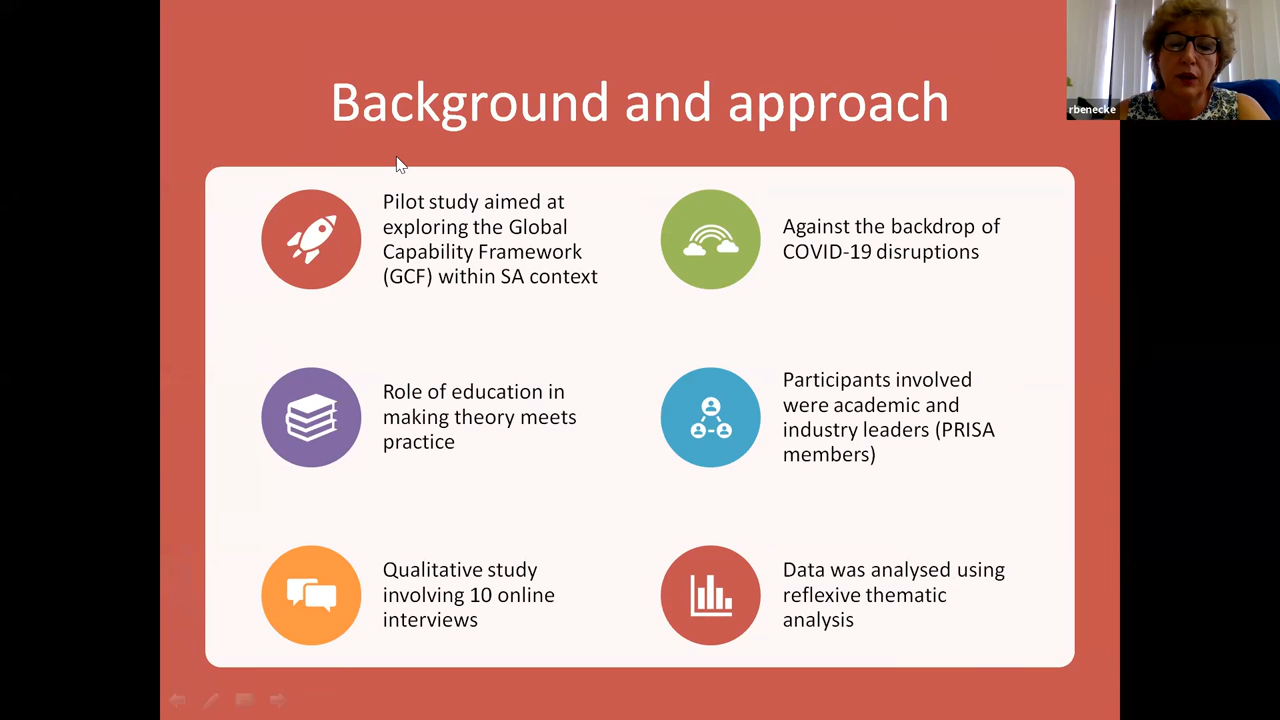 Background and approach
rbenecke
Pilot study aimed at
exploring the Global
Capability Framework
(GCF) within SA context
Against the backdrop of
COVID-19 disruptions
Role of education in
making theory meets
practice
Participants involved
were academic and
industry leaders (PRISA
members)
Qualitative study
involving 10 online
interviews
Data was analysed using
reflexive thematic
analysis